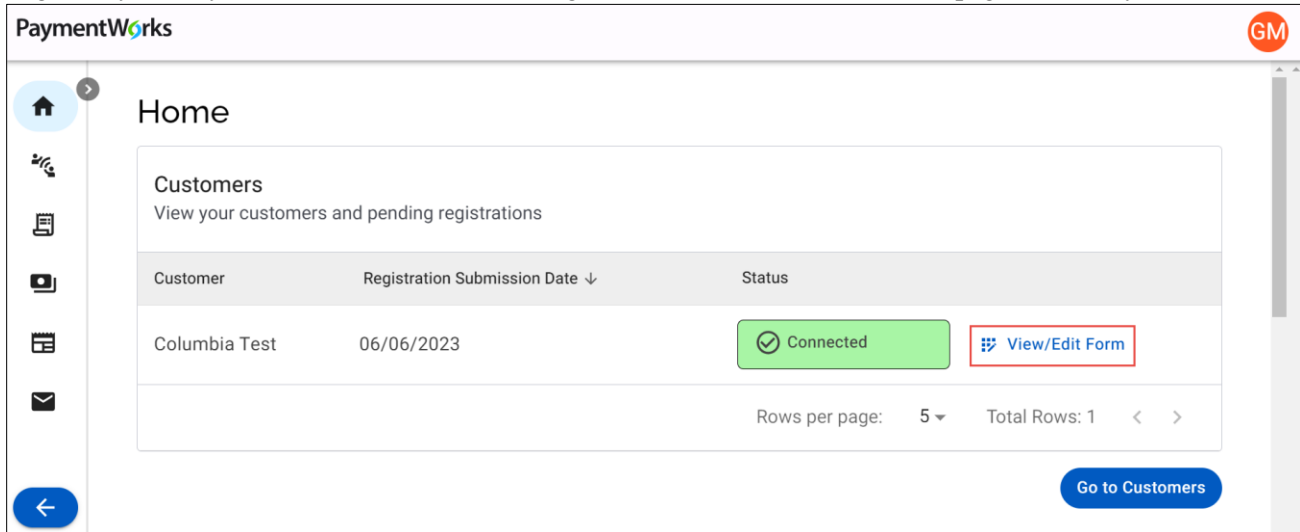 PaymentWorks
GM
Home
Customers
View your customers and pending registrations
Customer Registration Submission Date Status
Columbia Test 06/06/2023 Connected View/Edit Form
Rows per page: 5 Total Rows: 1
Go to Customers